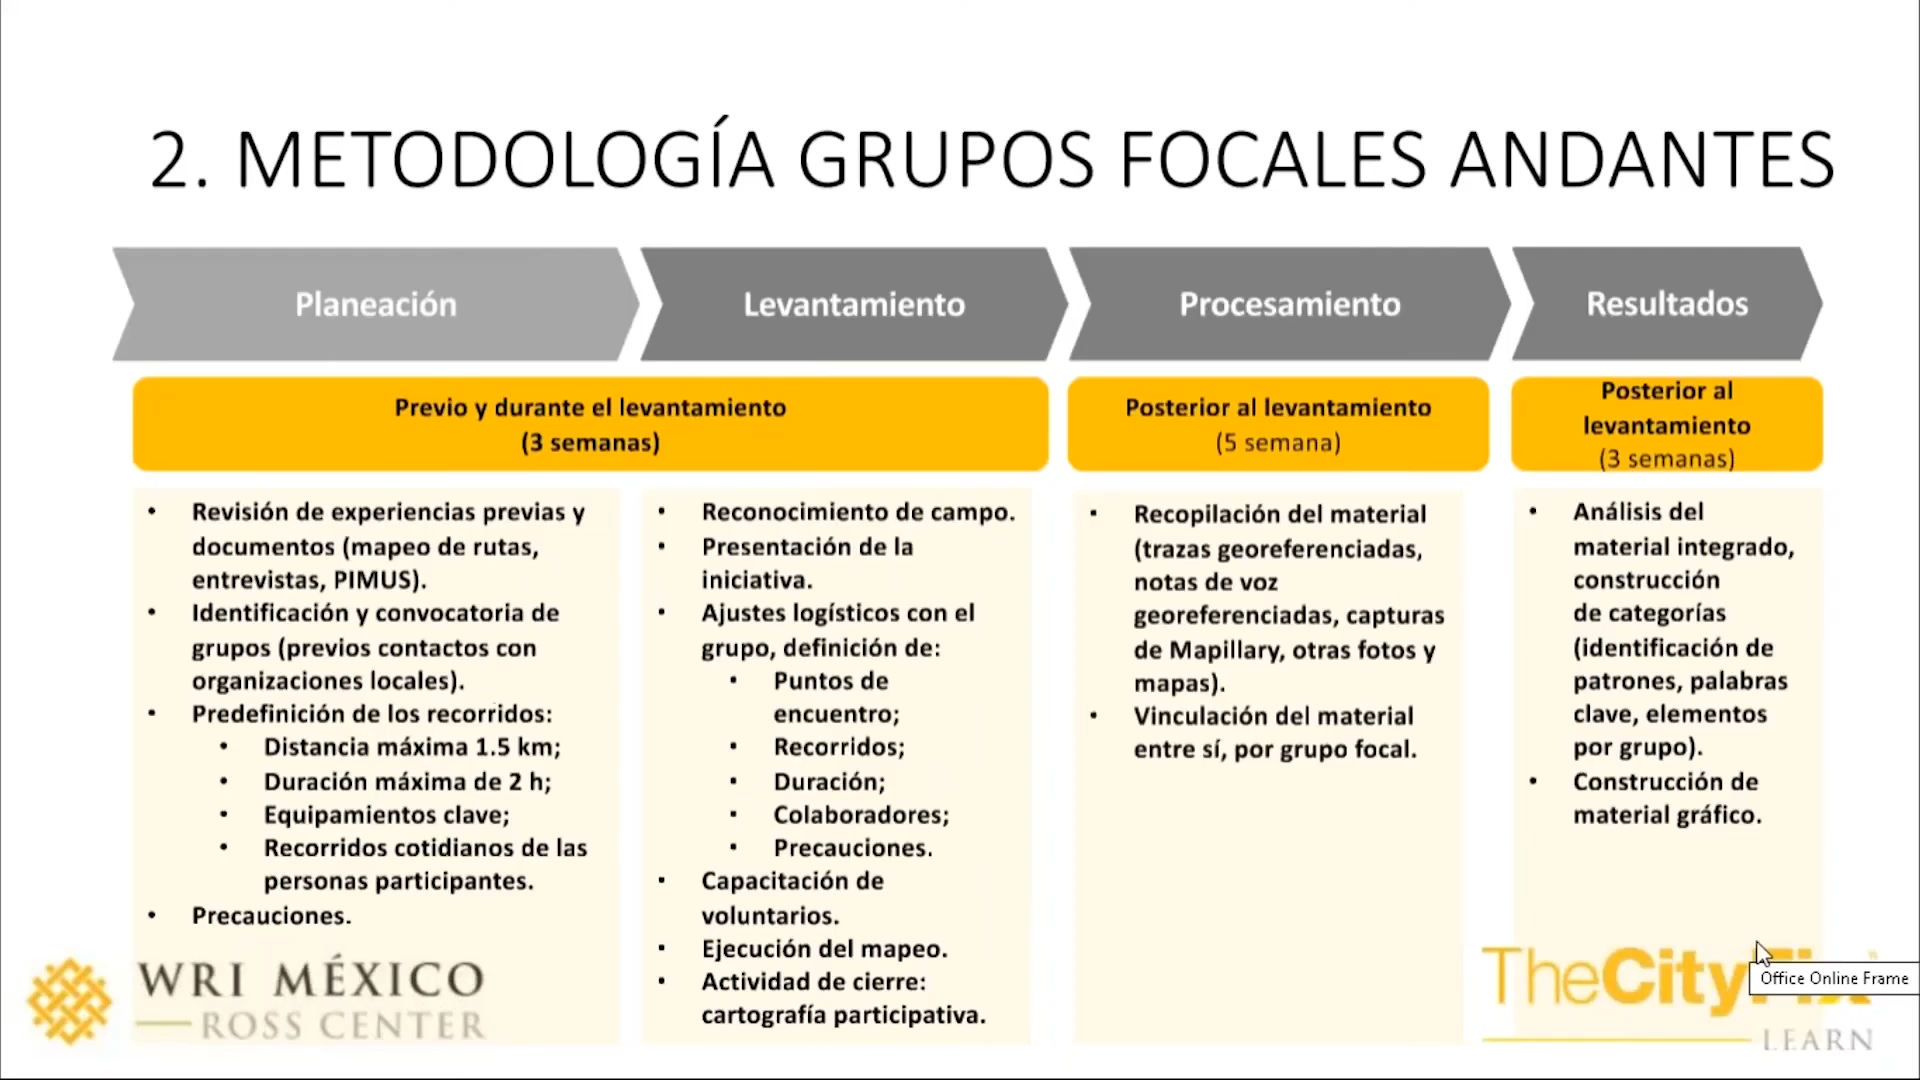 2. METODOLOGÍA GRUPOS FOCALES ANDANTES
Planeación
Levantamiento
Procesamiento
Resultados
Previo y durante el levantamiento
(3 semanas)
Posterior al levantamiento
(5 semana)
Posterior al
levantamiento
(3 semanas)
• Revisión de experiencias previas y
documentos (mapeo de rutas,
entrevistas, PIMUS).
• Identificación y convocatoria de
grupos (previos contactos con
organizaciones locales).
• Predefinición de los recorridos:
• Distancia máxima 1.5 km;
• Duración máxima de 2 h;
• Equipamientos clave;
• Recorridos cotidianos de las
personas participantes.
• Precauciones.
• Reconocimiento de campo.
• Presentación de la
iniciativa.
• Ajustes logísticos con el
grupo, definición de:
• Puntos de
encuentro;
• Recorridos;
• Duración;
• Colaboradores;
• Precauciones.
• Capacitación de
voluntarios.
• Ejecución del mapeo.
• Actividad de cierre:
cartografía participativa.
• Recopilación del material
(trazas georeferenciadas,
notas de voz
georeferenciadas, capturas
de Mapillary, otras fotos y
mapas).
• Vinculación del material
entre sí, por grupo focal.
• Análisis del
material integrado,
construcción
de categorías
(identificación de
patrones, palabras
clave, elementos
por grupo).
• Construcción de
material gráfico.
WRI MÉXICO
ROSS CENTER
TheCityFix
LEARN
Office Online Frame